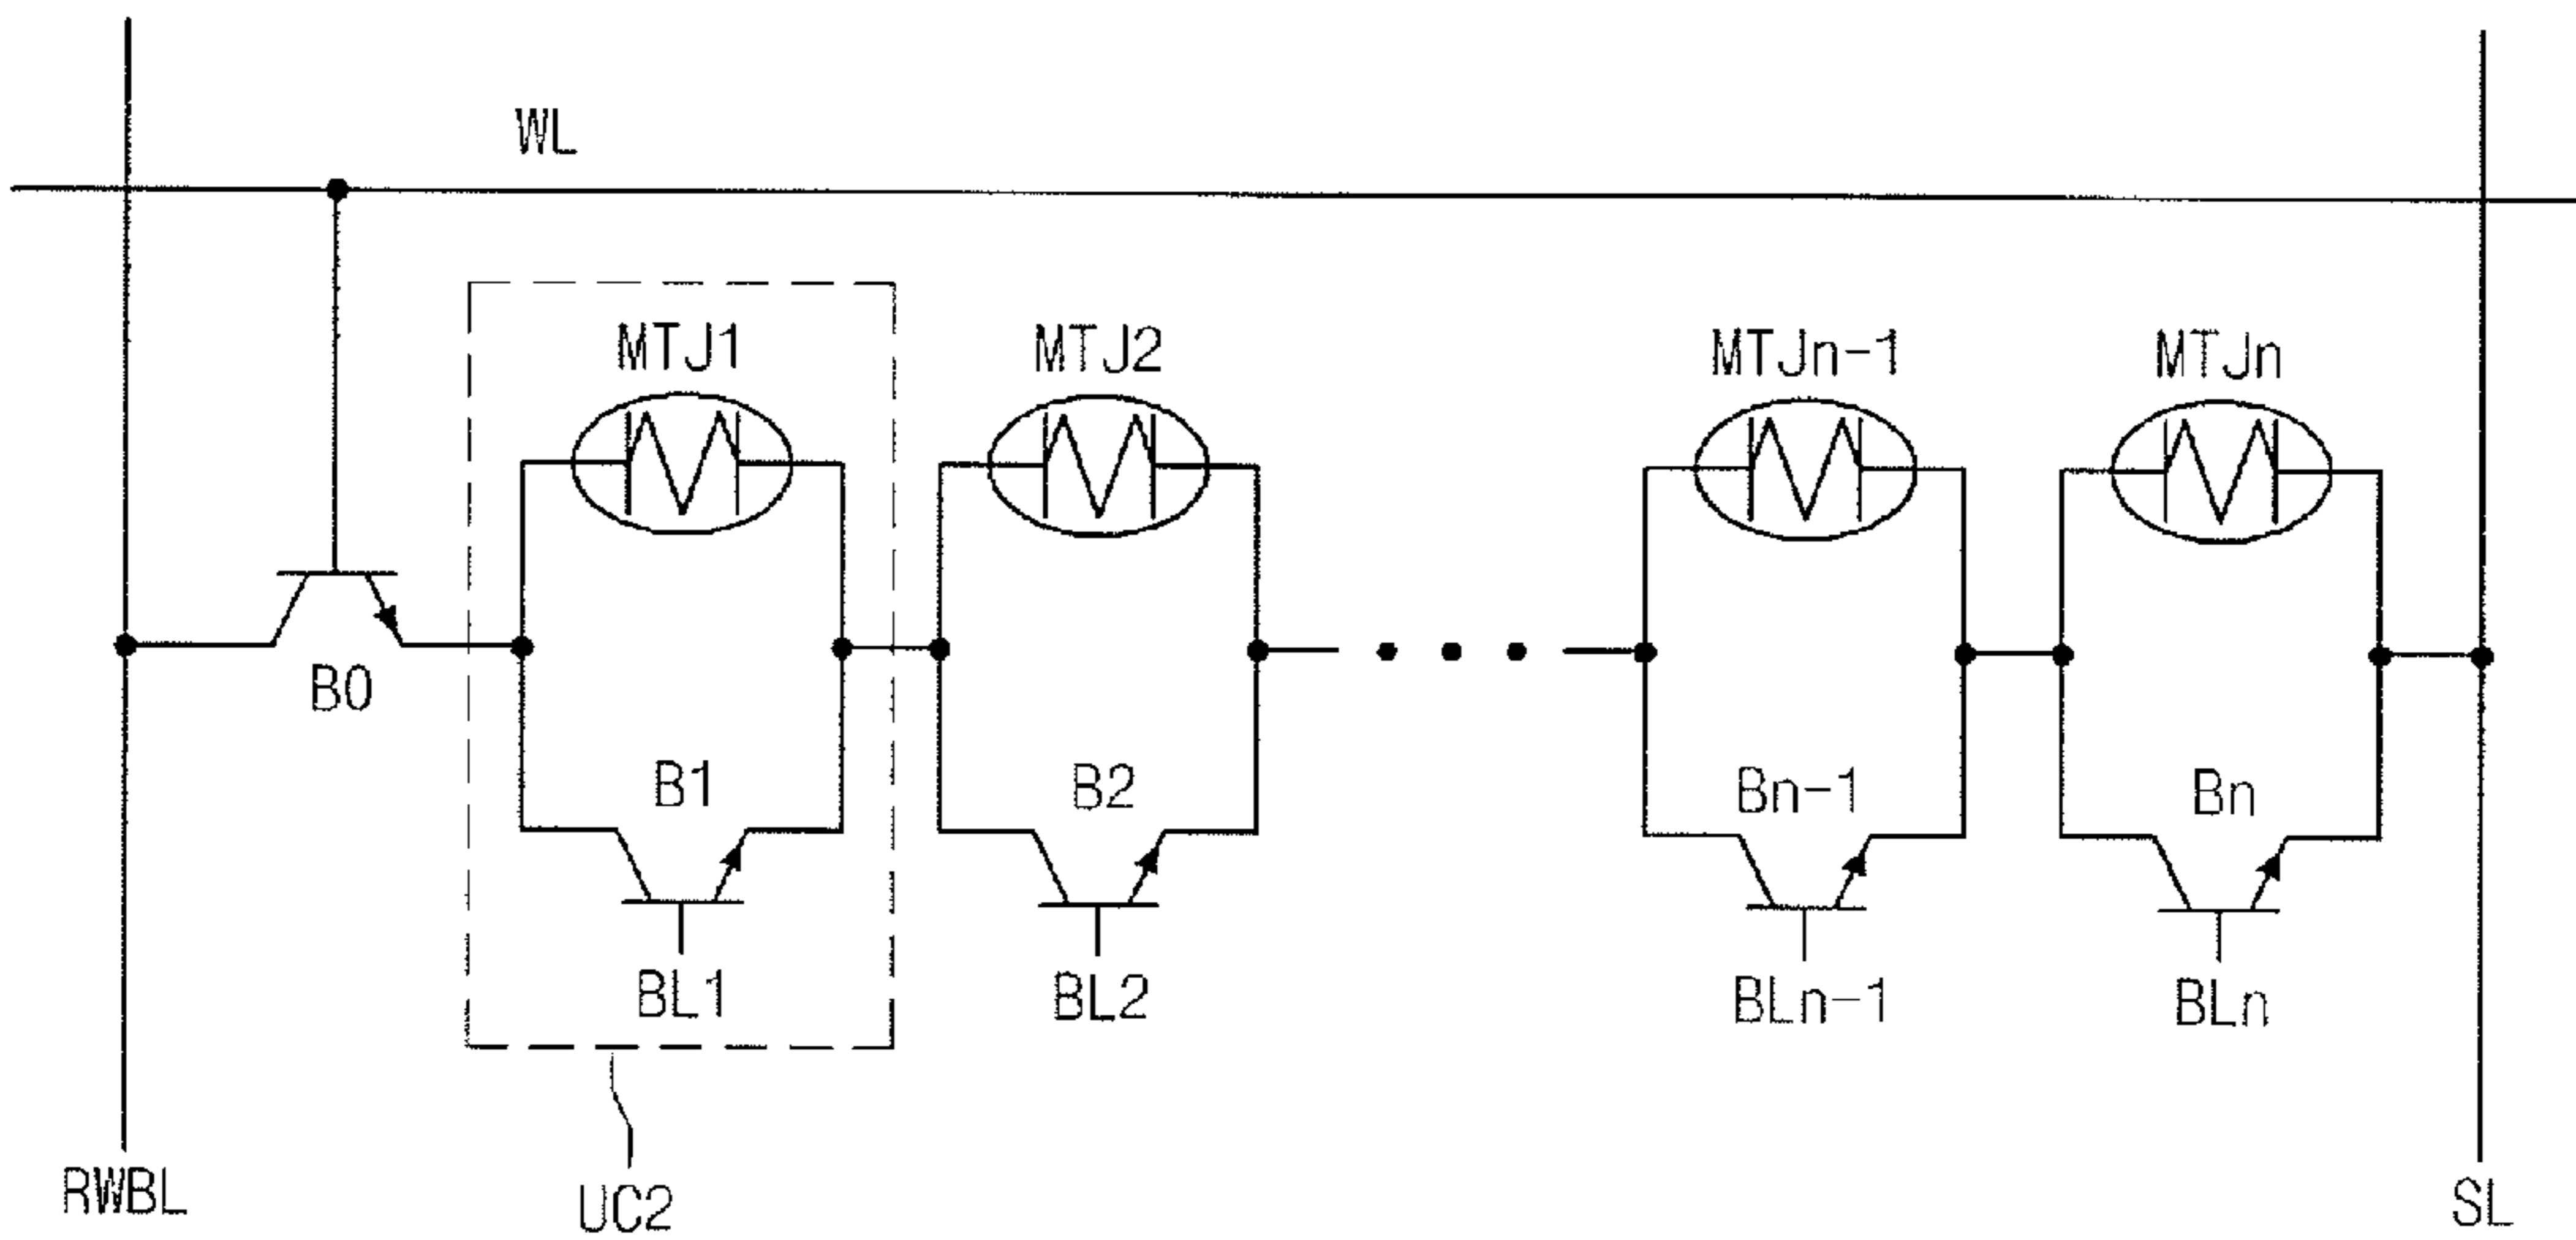 WL
MTJ1
MTJ2
MTJn-1
MTJn
B0
B1
B2
Bn-1
Bn
BL1
BL2
BLn-1
BLn
RWBL
UC2
SL